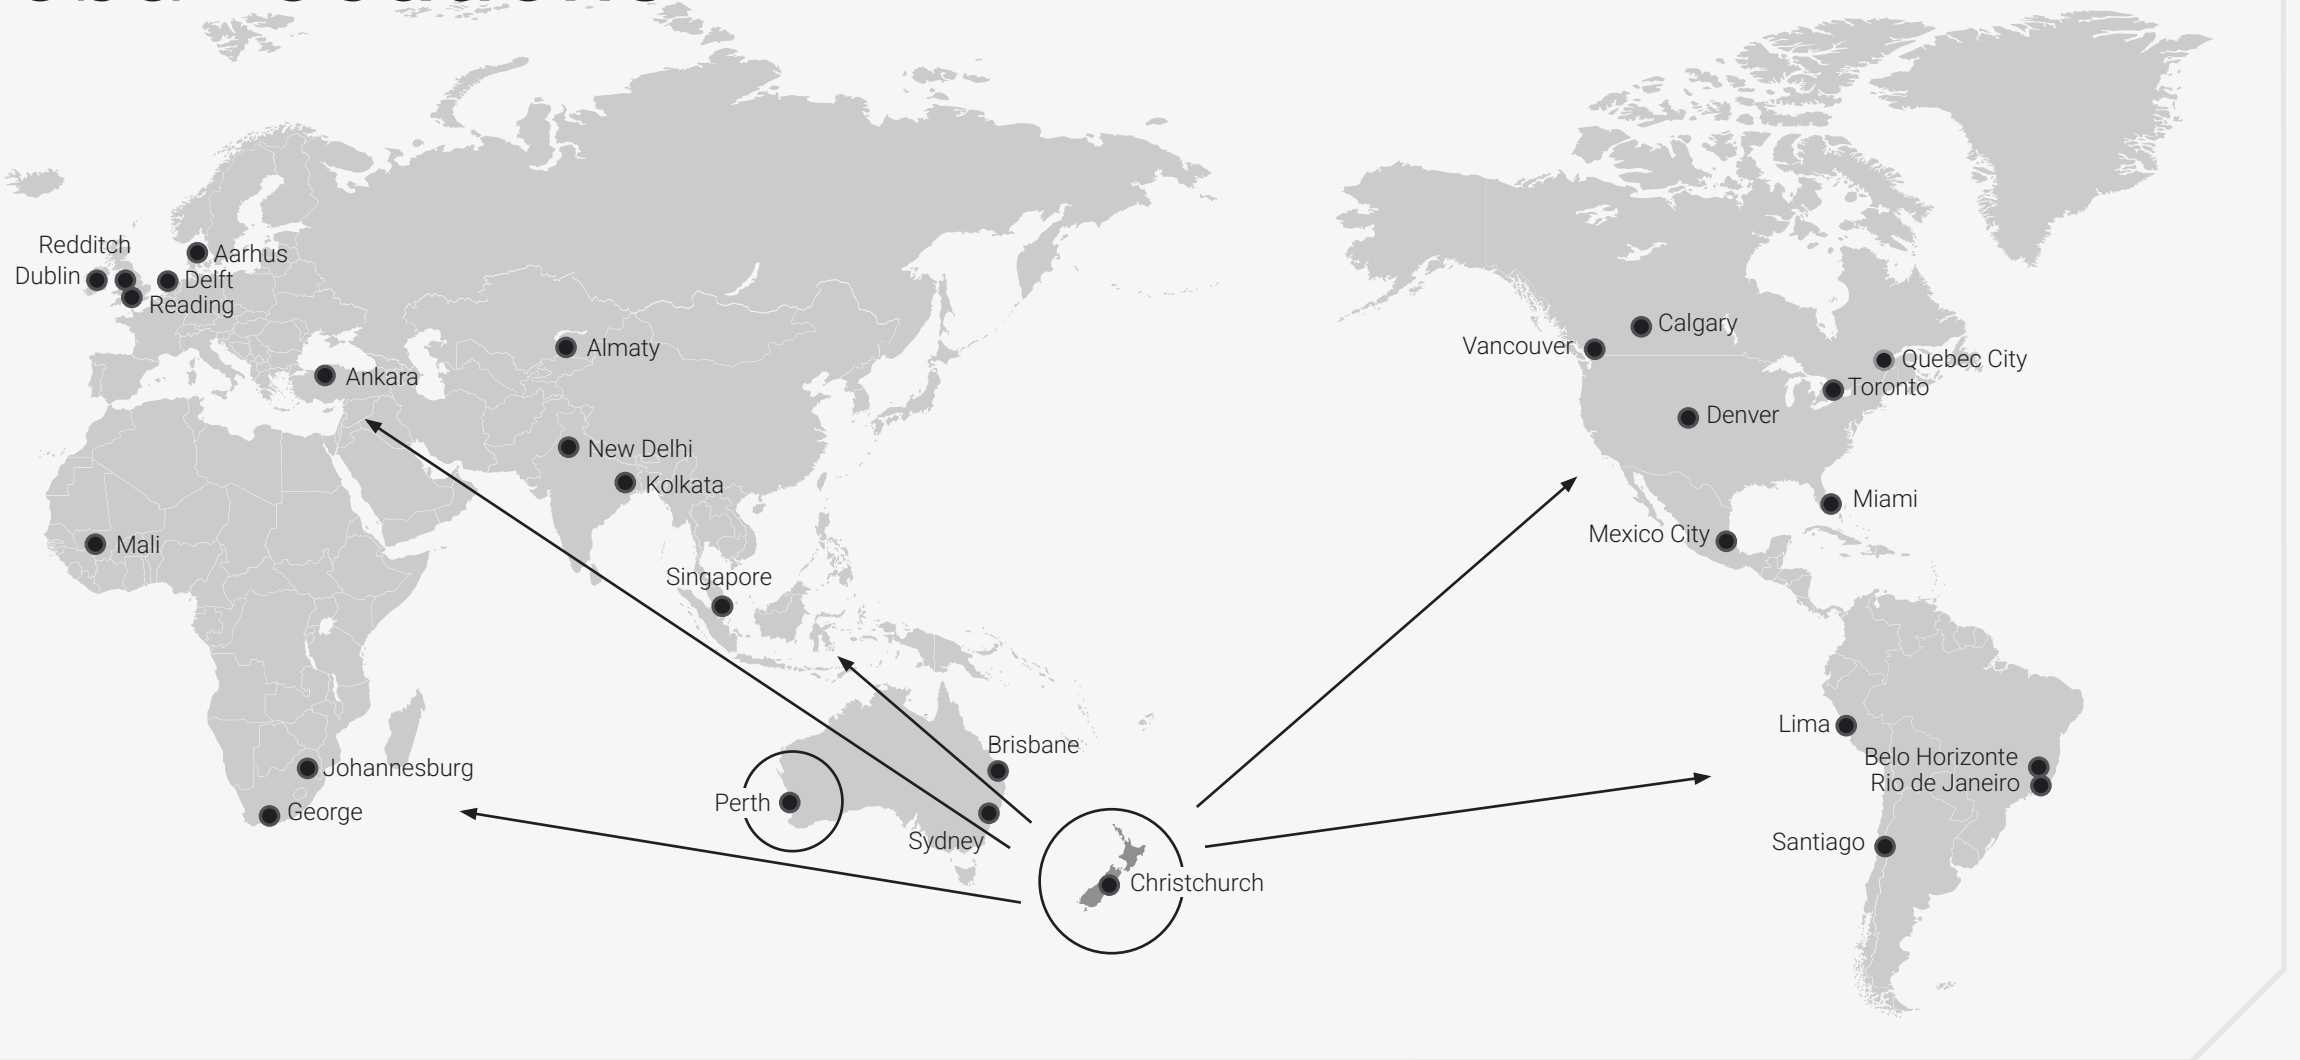 Redditch
Aarhus
Dublin
Delft
Reading
Calgary
Vancouver
Almaty
Quebec City
Ankara
Toronto
Denver
New Delhi
Kolkata
Miami
Mexico City
Mali
Singapore
Lima
Brisbane
Belo Horizonte
Johannesburg
Rio de Janeiro
Perth
George
Sydney
Santiago
Christchurch